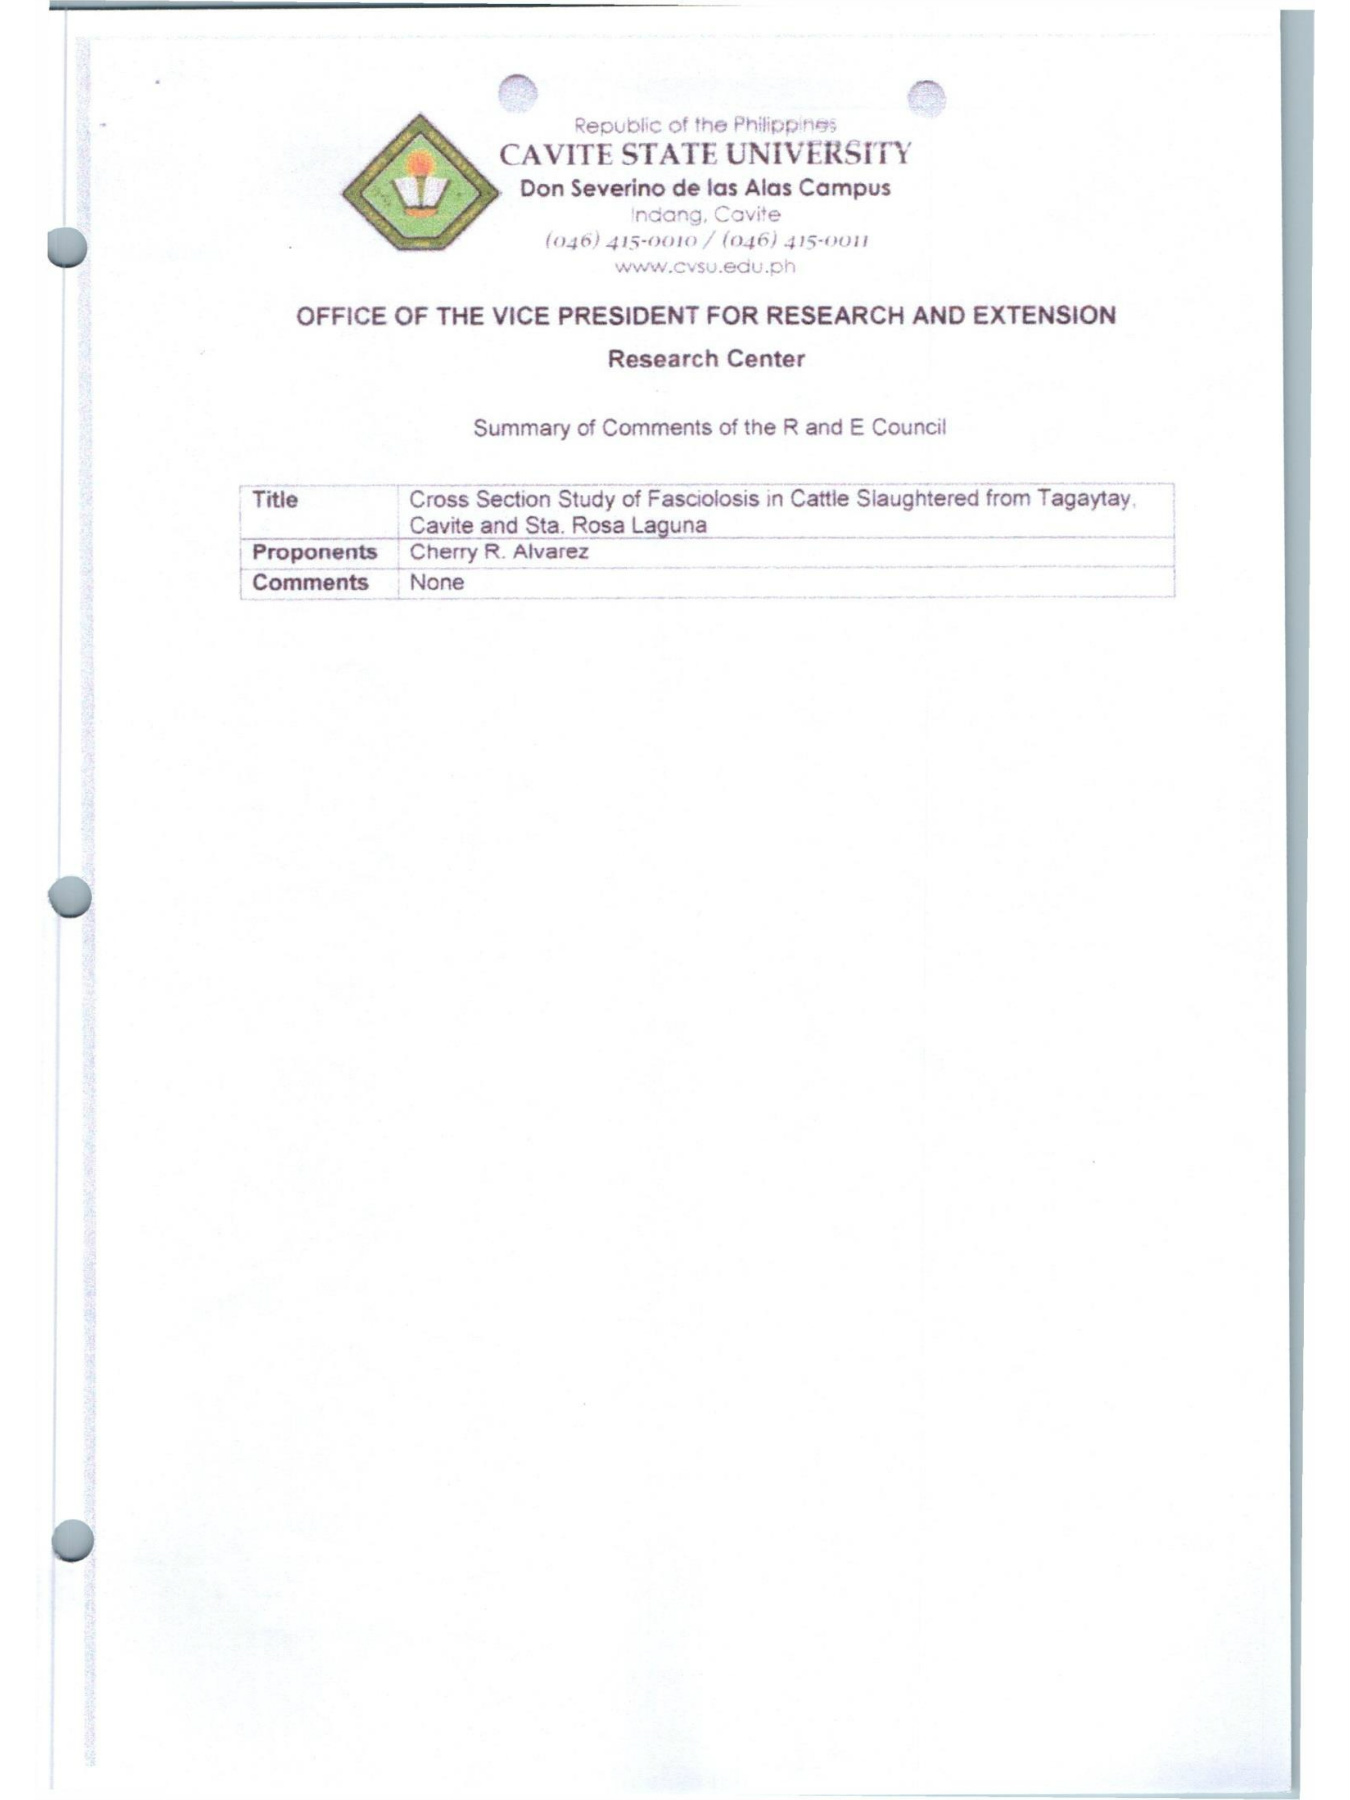 Republic of the Philippines
CAVITE STATE UNIVERSITY
Don Severino de las Alas Campus
Indang, Cavite
(046) 415-0010 / (046) 415-0011
www.cvsu.edu.ph
OFFICE OF THE VICE PRESIDENT FOR RESEARCH AND EXTENSION
Research Center
Summary of Comments of the R and E Council
Title Cross Section Study of Fasciolosis in Cattle Slaughtered from Tagaytay,
Cavite and Sta. Rosa Laguna
Proponents Cherry R. Alvarez
Comments None